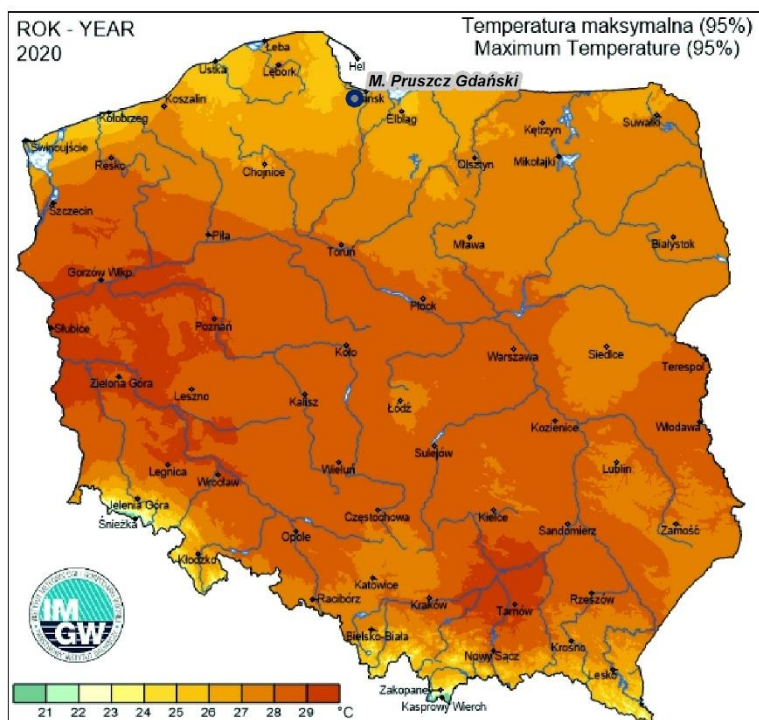 ROK - YEAR
2020
Temperatura maksymalna (95%)
Maximum Temperature (95%)
Łeba
Hel
Ustka
Lębork
M. Pruszcz Gdański
Koszalin
Elbląg
Suwałki
Kołobrzeg
Kętrzyn
Świnoujście
Resko
Chojnice
Olsztyn
Mikołajki
Szczecin
Piła
Toruń
Mława
Białystok
Gorzów Wlkp.
Płock
Słubice
Poznań
Koło
Warszawa
Siedlce
Terespol
Zielona Góra
Leszno
Kalisz
Łódź
Kozienice
Włodawa
Sulejów
Legnica
Wrocław
Wieluń
Lublin
Jelenia Góra
Śnieżka
Częstochowa
Kielce
Sandomierz
Zamość
Opole
Kłodzko
Katowice
Racibórz
Kraków
Tarnów
Rzeszów
Bielsko-Biała
Nowy Sącz
Krosno
Lesko
Zakopane
Kasprowy Wierch
IM
GW
21 22 23 24 25 26 27 28 29 °C